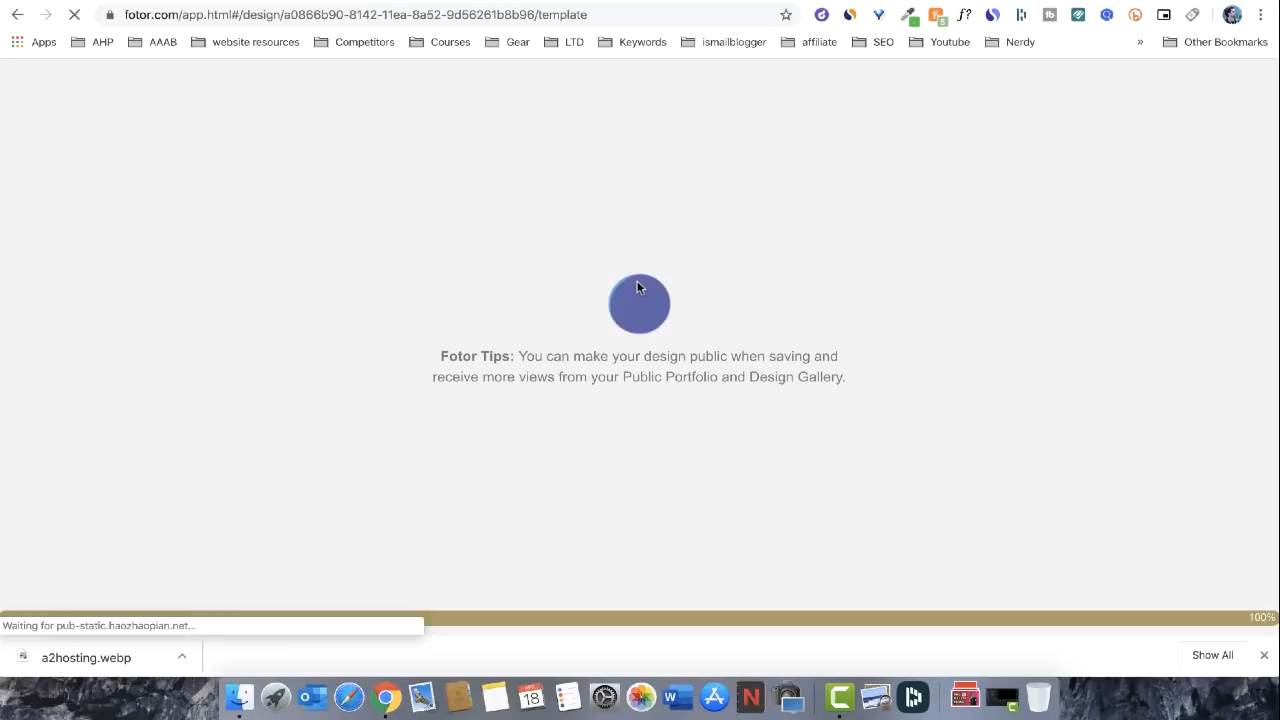 fotor.com/app.html#/design/a0866b90-8142-11ea-8a52-9d56261b8b96/template
f?
6
Apps AHP AAAB website resources Competitors Courses Gear LTD Keywords ismailblogger affiliate SEO Youtube Nerdy » Other Bookmarks
Fotor Tips: You can make your design public when saving and
receive more views from your Public Portfolio and Design Gallery.
100%
Waiting for pub-static.haozhaopian.net...
a2hosting.webp
Show All
18